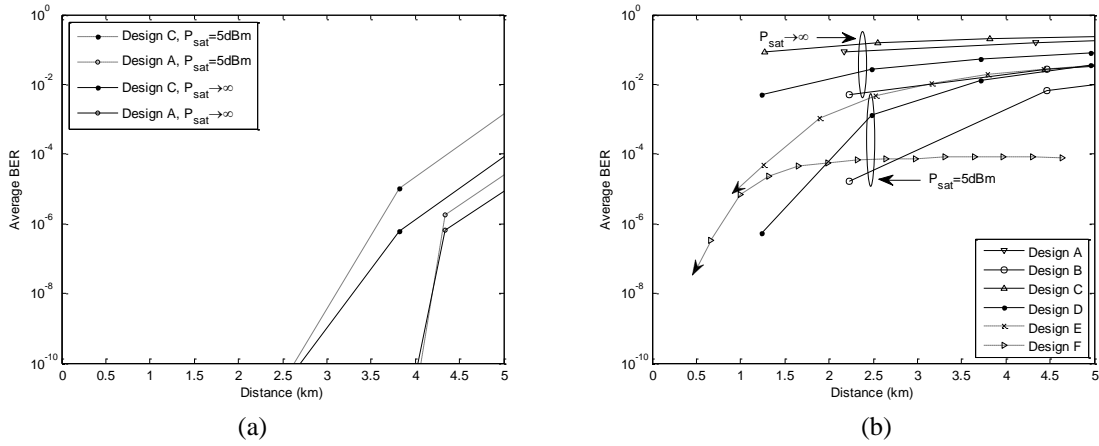 Design C, P_sat=5dBm
Design A, P_sat=5dBm
Design C, P_sat→∞
Design A, P_sat→∞
10^0
10^-2
10^-4
10^-6
10^-8
10^-10
Average BER
0 0.5 1 1.5 2 2.5 3 3.5 4 4.5 5
Distance (km)
(a)
P_sat→∞
P_sat=5dBm
Design A
Design B
Design C
Design D
Design E
Design F
10^0
10^-2
10^-4
10^-6
10^-8
10^-10
Average BER
0 0.5 1 1.5 2 2.5 3 3.5 4 4.5 5
Distance (km)
(b)